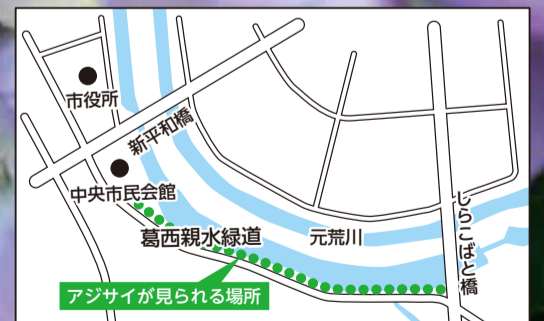 市役所
新平和橋
中央市民会館
しらこばと橋
葛西親水緑道
元荒川
アジサイが見られる場所